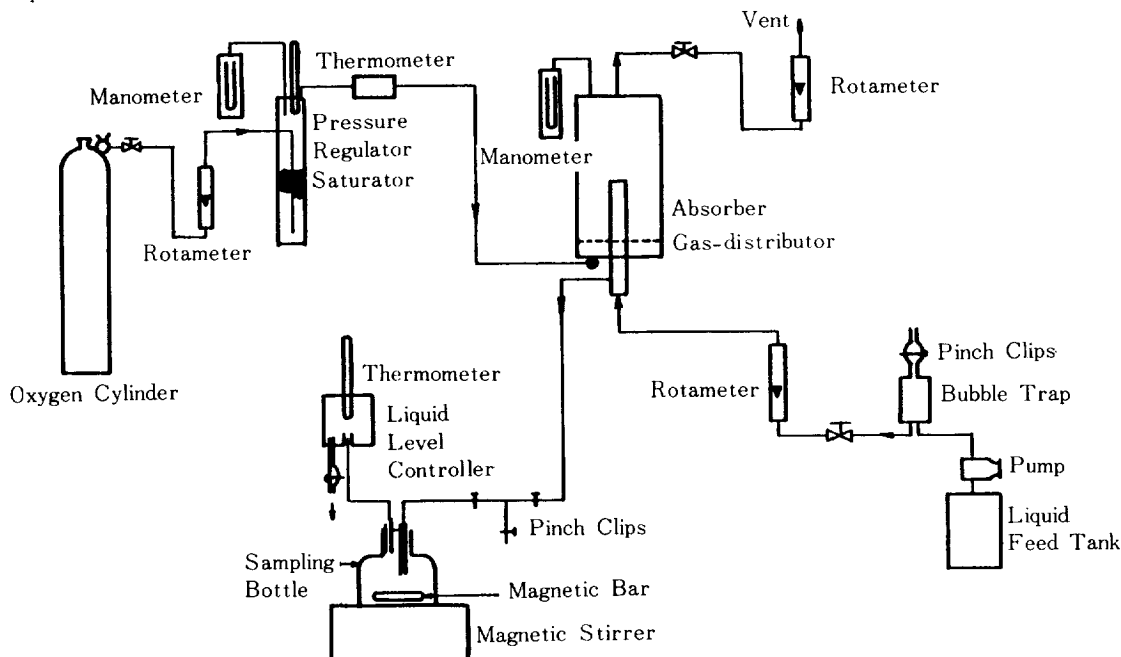 Vent
Thermometer
Manometer
Rotameter
Pressure
Regulator
Saturator
Manometer
Absorber
Gas-distributor
Rotameter
Oxygen Cylinder
Thermometer
Liquid
Level
Controller
Rotameter
Pinch Clips
Bubble Trap
Pump
Liquid
Feed Tank
Pinch Clips
Sampling
Bottle
Magnetic Bar
Magnetic Stirrer